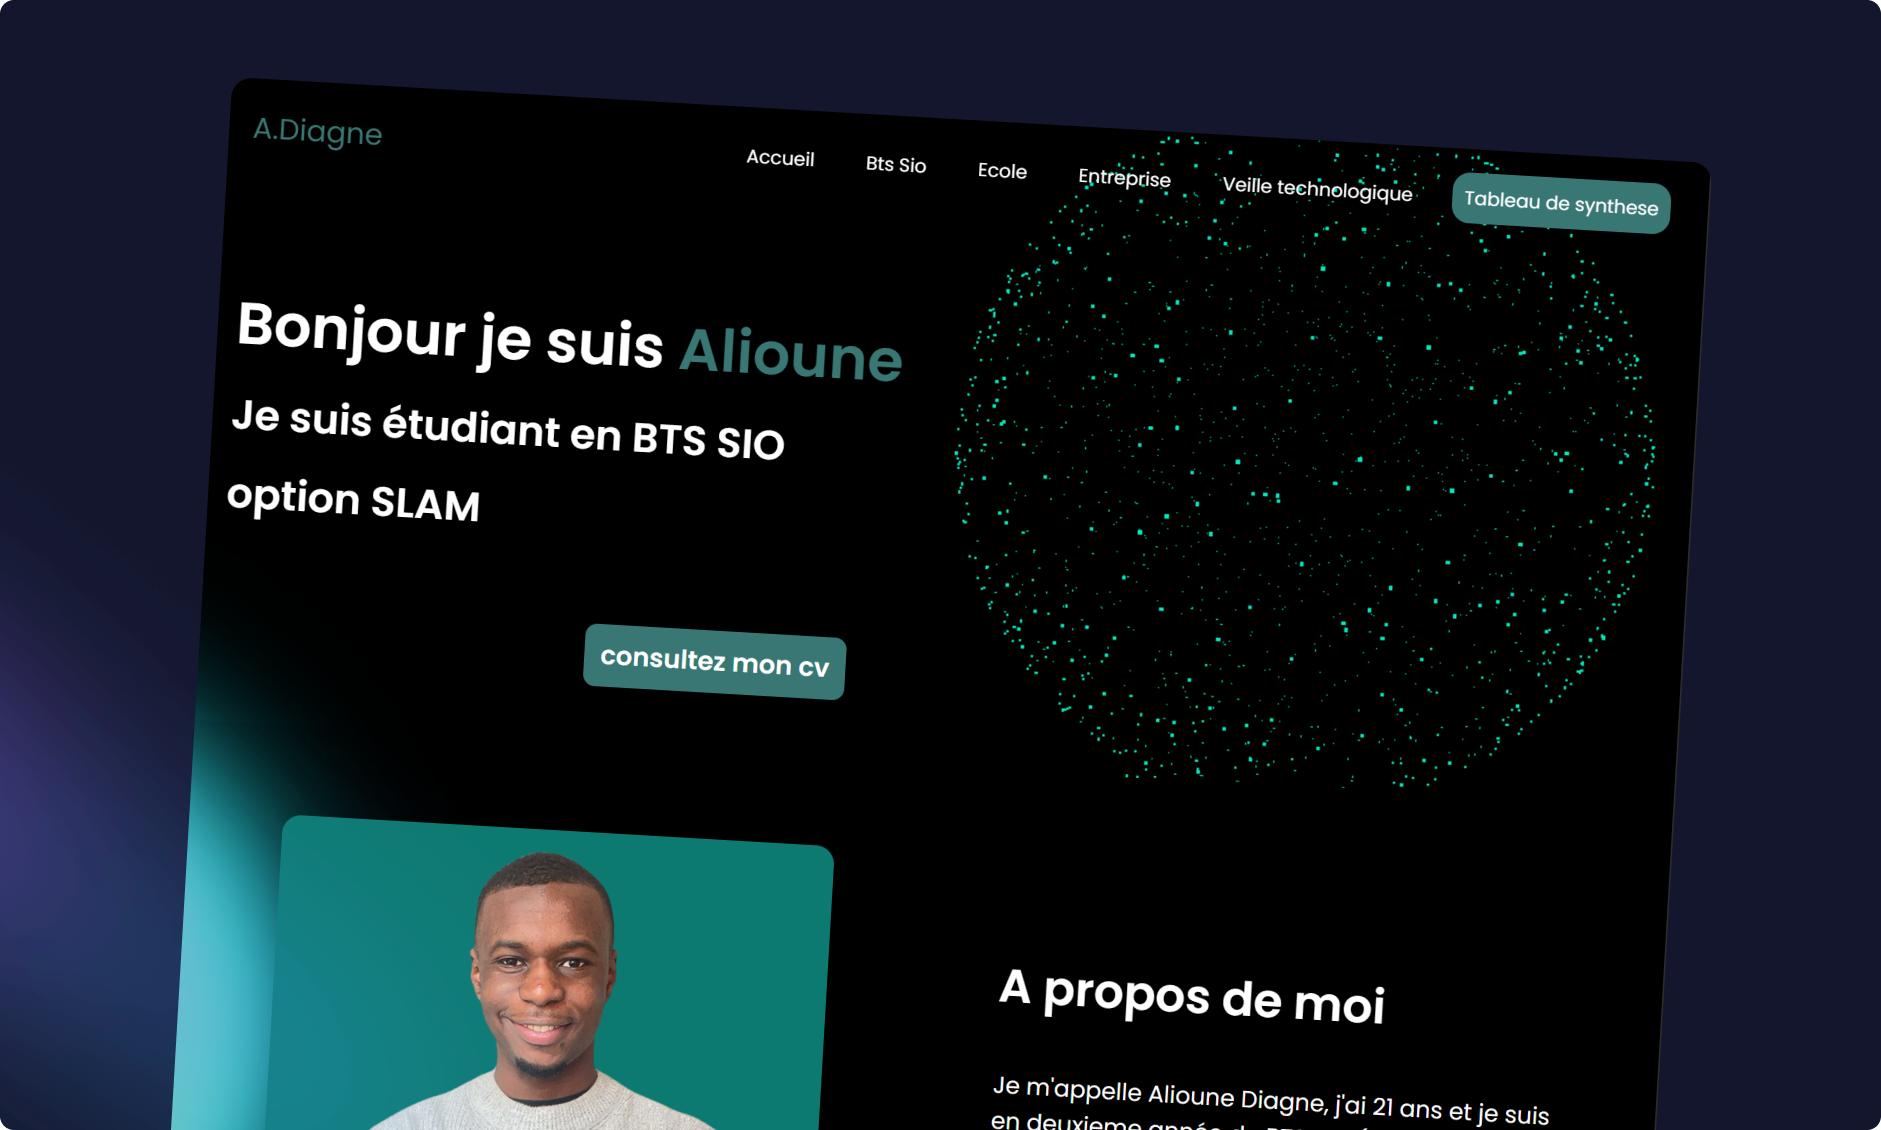 A.Diagne
Accueil
Bts Sio
Ecole
Entreprise
Veille technologique
Tableau de synthese
Bonjour je suis Alioune
Je suis étudiant en BTS SIO
option SLAM
consultez mon cv
A propos de moi
Je m'appelle Alioune Diagne, j'ai 21 ans et je suis
en deuxieme année